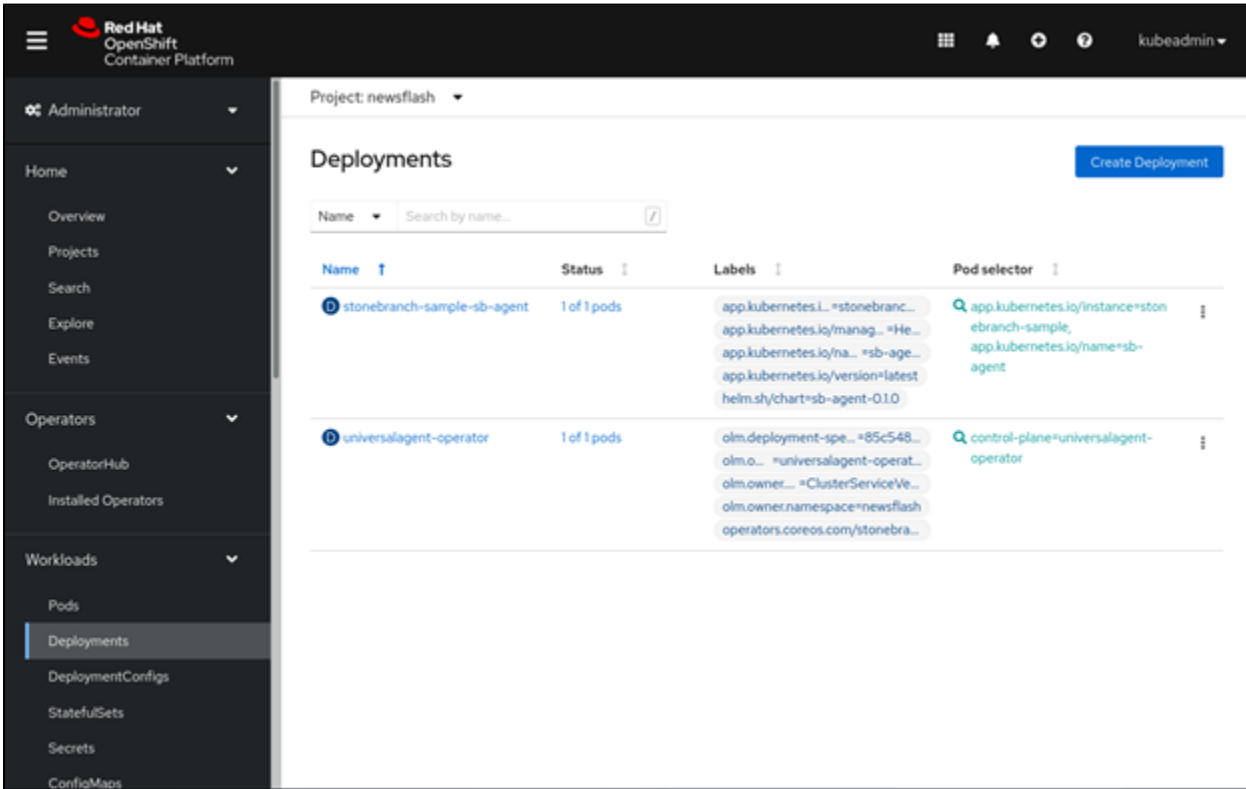 Red Hat
OpenShift
Container Platform
kubeadmin
Administrator
Project: newsflash
Home
Overview
Projects
Search
Explore
Events
Operators
OperatorHub
Installed Operators
Workloads
Pods
Deployments
DeploymentConfigs
StatefulSets
Secrets
ConfigMaps
Deployments
Create Deployment
Name Search by name... /
Name Status Labels Pod selector
D stonebranch-sample-sb-agent 1 of 1 pods
app.kubernetes.i... =stonebranc...
app.kubernetes.io/manag... =He...
app.kubernetes.io/na... =sb-age...
app.kubernetes.io/version=latest
helm.sh/chart=sb-agent-0.1.0
app.kubernetes.io/instance=ston
ebranch-sample,
app.kubernetes.io/name=sb-
agent
D universalagent-operator 1 of 1 pods
olm.deployment-spe... =85c548...
olm.o... =universalagent-operat...
olm.owner.... =ClusterServiceVe...
olm.owner.namespace=newsflash
operators.coreos.com/stonebra...
control-plane=universalagent-
operator